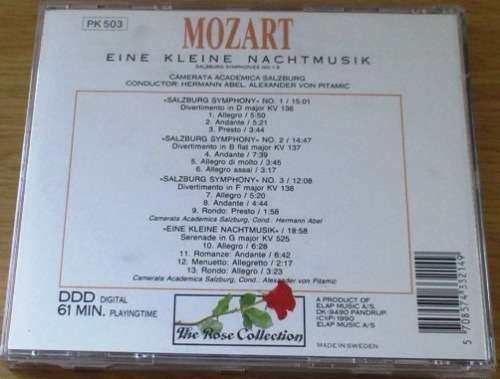 PK 503
MOZART
EINE KLEINE NACHTMUSIK
SALZBURG SYMPHONIES NO. 1-3
CAMERATA ACADEMICA SALZBURG
CONDUCTOR: HERMANN ABEL, ALEXANDER VON PITAMIC
»SALZBURG SYMPHONY« NO. 1 / 15:01
Divertimento in D major KV 136
1. Allegro / 5:50
2. Andante / 5:21
3. Presto / 3:44
»SALZBURG SYMPHONY« NO. 2 / 14:47
Divertimento in B flat major KV 137
4. Andante / 7:39
5. Allegro di molto / 3:45
6. Allegro assai / 3:17
»SALZBURG SYMPHONY« NO. 3 / 12:08
Divertimento in F major KV 138
7. Allegro / 5:20
8. Andante / 4:44
9. Rondo: Presto / 1:58
Camerata Academica Salzburg, Cond.: Hermann Abel
»EINE KLEINE NACHTMUSIK« / 18:58
Serenade in G major KV 525
10. Allegro / 6:28
11. Romanze: Andante / 6:42
12. Menuetto: Allegretto / 2:17
13. Rondo: Allegro / 3:23
Camerata Academica Salzburg, Cond.: Alexander von Pitamic
DDD DIGITAL
61 MIN. PLAYINGTIME
The Rose Collection
A PRODUCT OF
ELAP MUSIC A/S.
DK-9490 PANDRUP.
(C)(P) 1990
ELAP MUSIC A/S
MADE IN SWEDEN
5 708574 332149